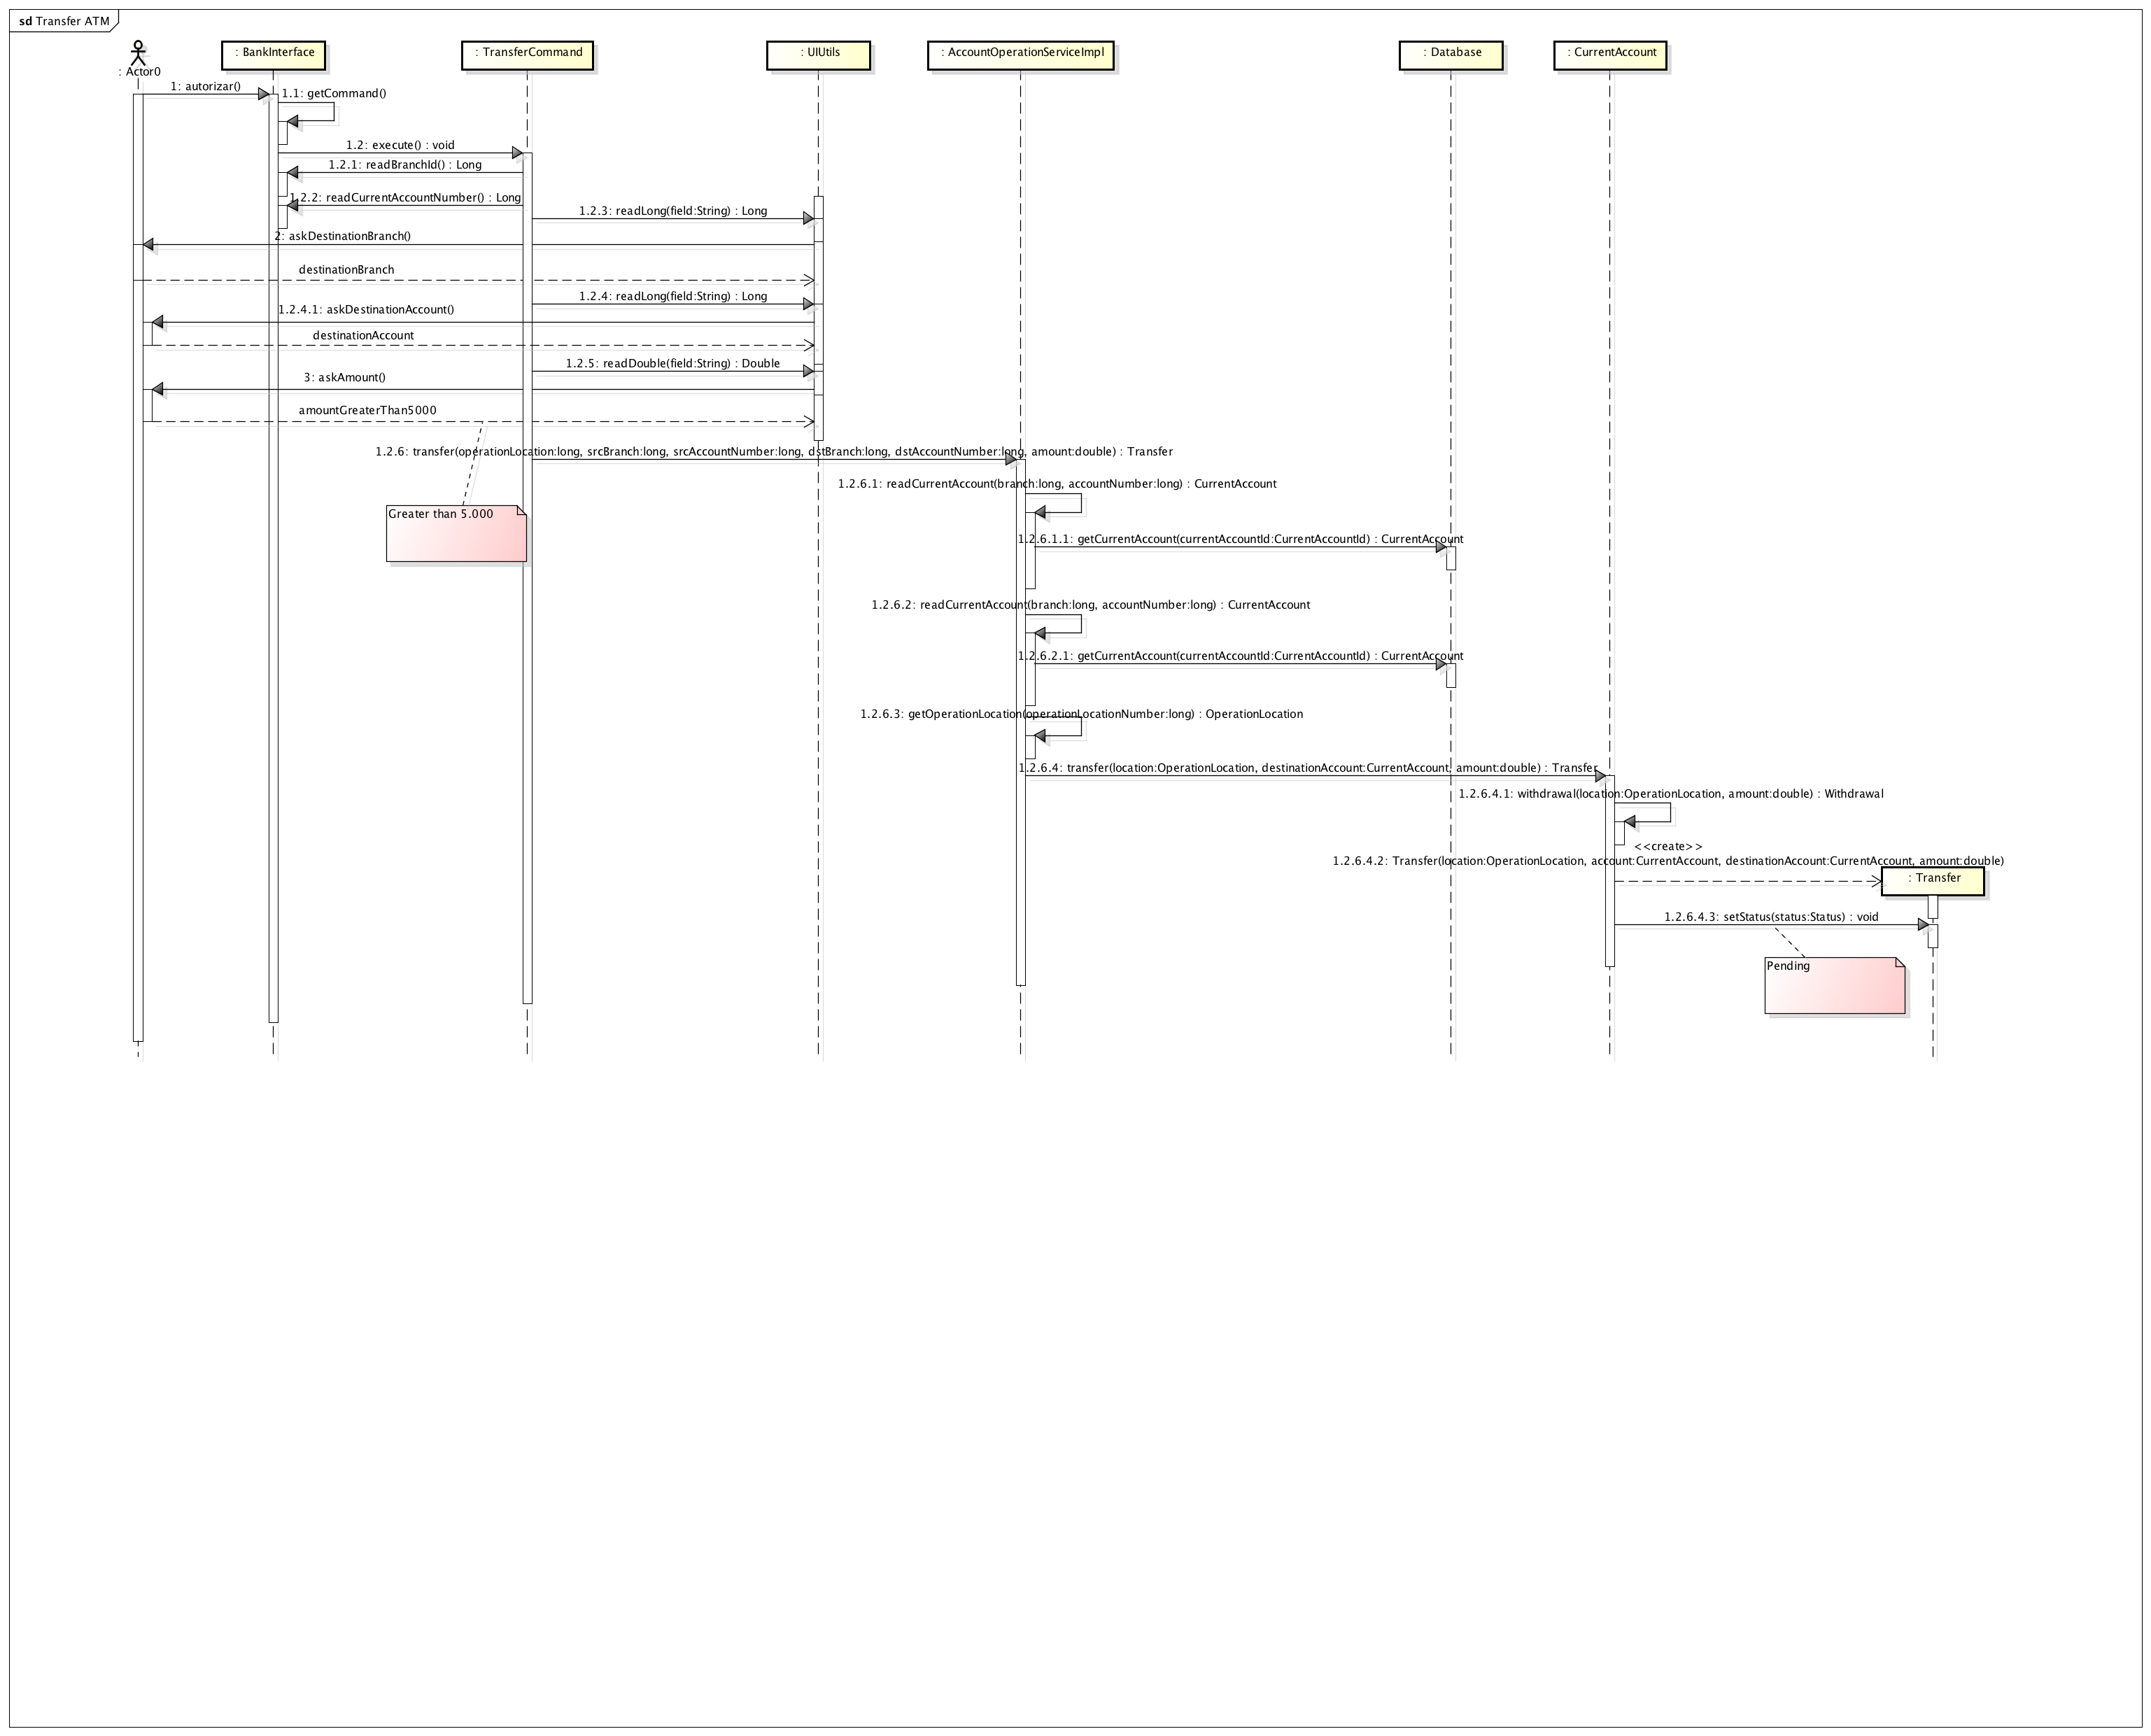 sd Transfer ATM
: Actor0
: BankInterface
: TransferCommand
: UIUtils
: AccountOperationServiceImpl
: Database
: CurrentAccount
1: autorizar()
1.1: getCommand()
1.2: execute() : void
1.2.1: readBranchId() : Long
1.2.2: readCurrentAccountNumber() : Long
1.2.3: readLong(field:String) : Long
2: askDestinationBranch()
destinationBranch
1.2.4: readLong(field:String) : Long
1.2.4.1: askDestinationAccount()
destinationAccount
1.2.5: readDouble(field:String) : Double
3: askAmount()
amountGreaterThan5000
1.2.6: transfer(operationLocation:long, srcBranch:long, srcAccountNumber:long, dstBranch:long, dstAccountNumber:long, amount:double) : Transfer
1.2.6.1: readCurrentAccount(branch:long, accountNumber:long) : CurrentAccount
Greater than 5.000
1.2.6.1.1: getCurrentAccount(currentAccountId:CurrentAccountId) : CurrentAccount
1.2.6.2: readCurrentAccount(branch:long, accountNumber:long) : CurrentAccount
1.2.6.2.1: getCurrentAccount(currentAccountId:CurrentAccountId) : CurrentAccount
1.2.6.3: getOperationLocation(operationLocationNumber:long) : OperationLocation
1.2.6.4: transfer(location:OperationLocation, destinationAccount:CurrentAccount, amount:double) : Transfer
1.2.6.4.1: withdrawal(location:OperationLocation, amount:double) : Withdrawal
<<create>>
1.2.6.4.2: Transfer(location:OperationLocation, account:CurrentAccount, destinationAccount:CurrentAccount, amount:double)
: Transfer
1.2.6.4.3: setStatus(status:Status) : void
Pending